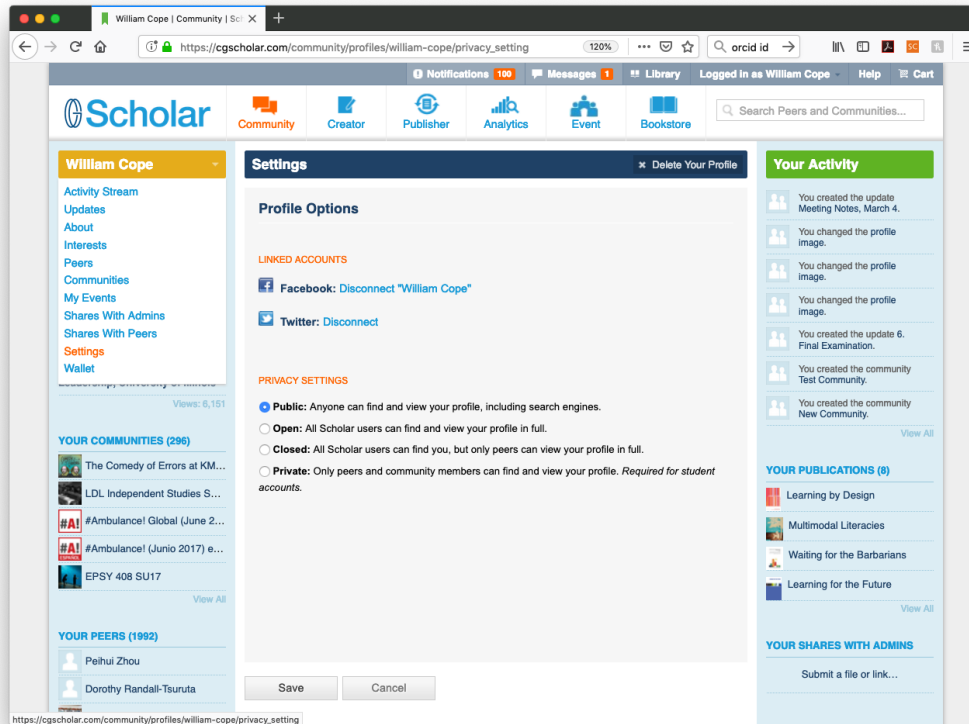 William Cope | Community | Sch
https://cgscholar.com/community/profiles/william-cope/privacy_setting
120%
orcid id
Notifications 100
Messages 1
Library
Logged in as William Cope
Help
Cart
Scholar
Community
Creator
Publisher
Analytics
Event
Bookstore
Search Peers and Communities...
William Cope
Activity Stream
Updates
About
Interests
Peers
Communities
My Events
Shares With Admins
Shares With Peers
Settings
Wallet
Views: 6,151
YOUR COMMUNITIES (296)
The Comedy of Errors at KM...
LDL Independent Studies S...
#A!
#Ambulance! Global (June 2...
#A!
#Ambulance! (Junio 2017) e...
EPSY 408 SU17
View All
YOUR PEERS (1992)
Peihui Zhou
Dorothy Randall-Tsuruta
Settings
Delete Your Profile
Profile Options
LINKED ACCOUNTS
Facebook: Disconnect "William Cope"
Twitter: Disconnect
PRIVACY SETTINGS
Public: Anyone can find and view your profile, including search engines.
Open: All Scholar users can find and view your profile in full.
Closed: All Scholar users can find you, but only peers can view your profile in full.
Private: Only peers and community members can find and view your profile. Required for student
accounts.
Save
Cancel
Your Activity
You created the update
Meeting Notes, March 4.
You changed the profile
image.
You changed the profile
image.
You changed the profile
image.
You created the update 6.
Final Examination.
You created the community
Test Community.
You created the community
New Community.
View All
YOUR PUBLICATIONS (8)
Learning by Design
Multimodal Literacies
Waiting for the Barbarians
Learning for the Future
View All
YOUR SHARES WITH ADMINS
Submit a file or link...
https://cgscholar.com/community/profiles/william-cope/privacy_setting